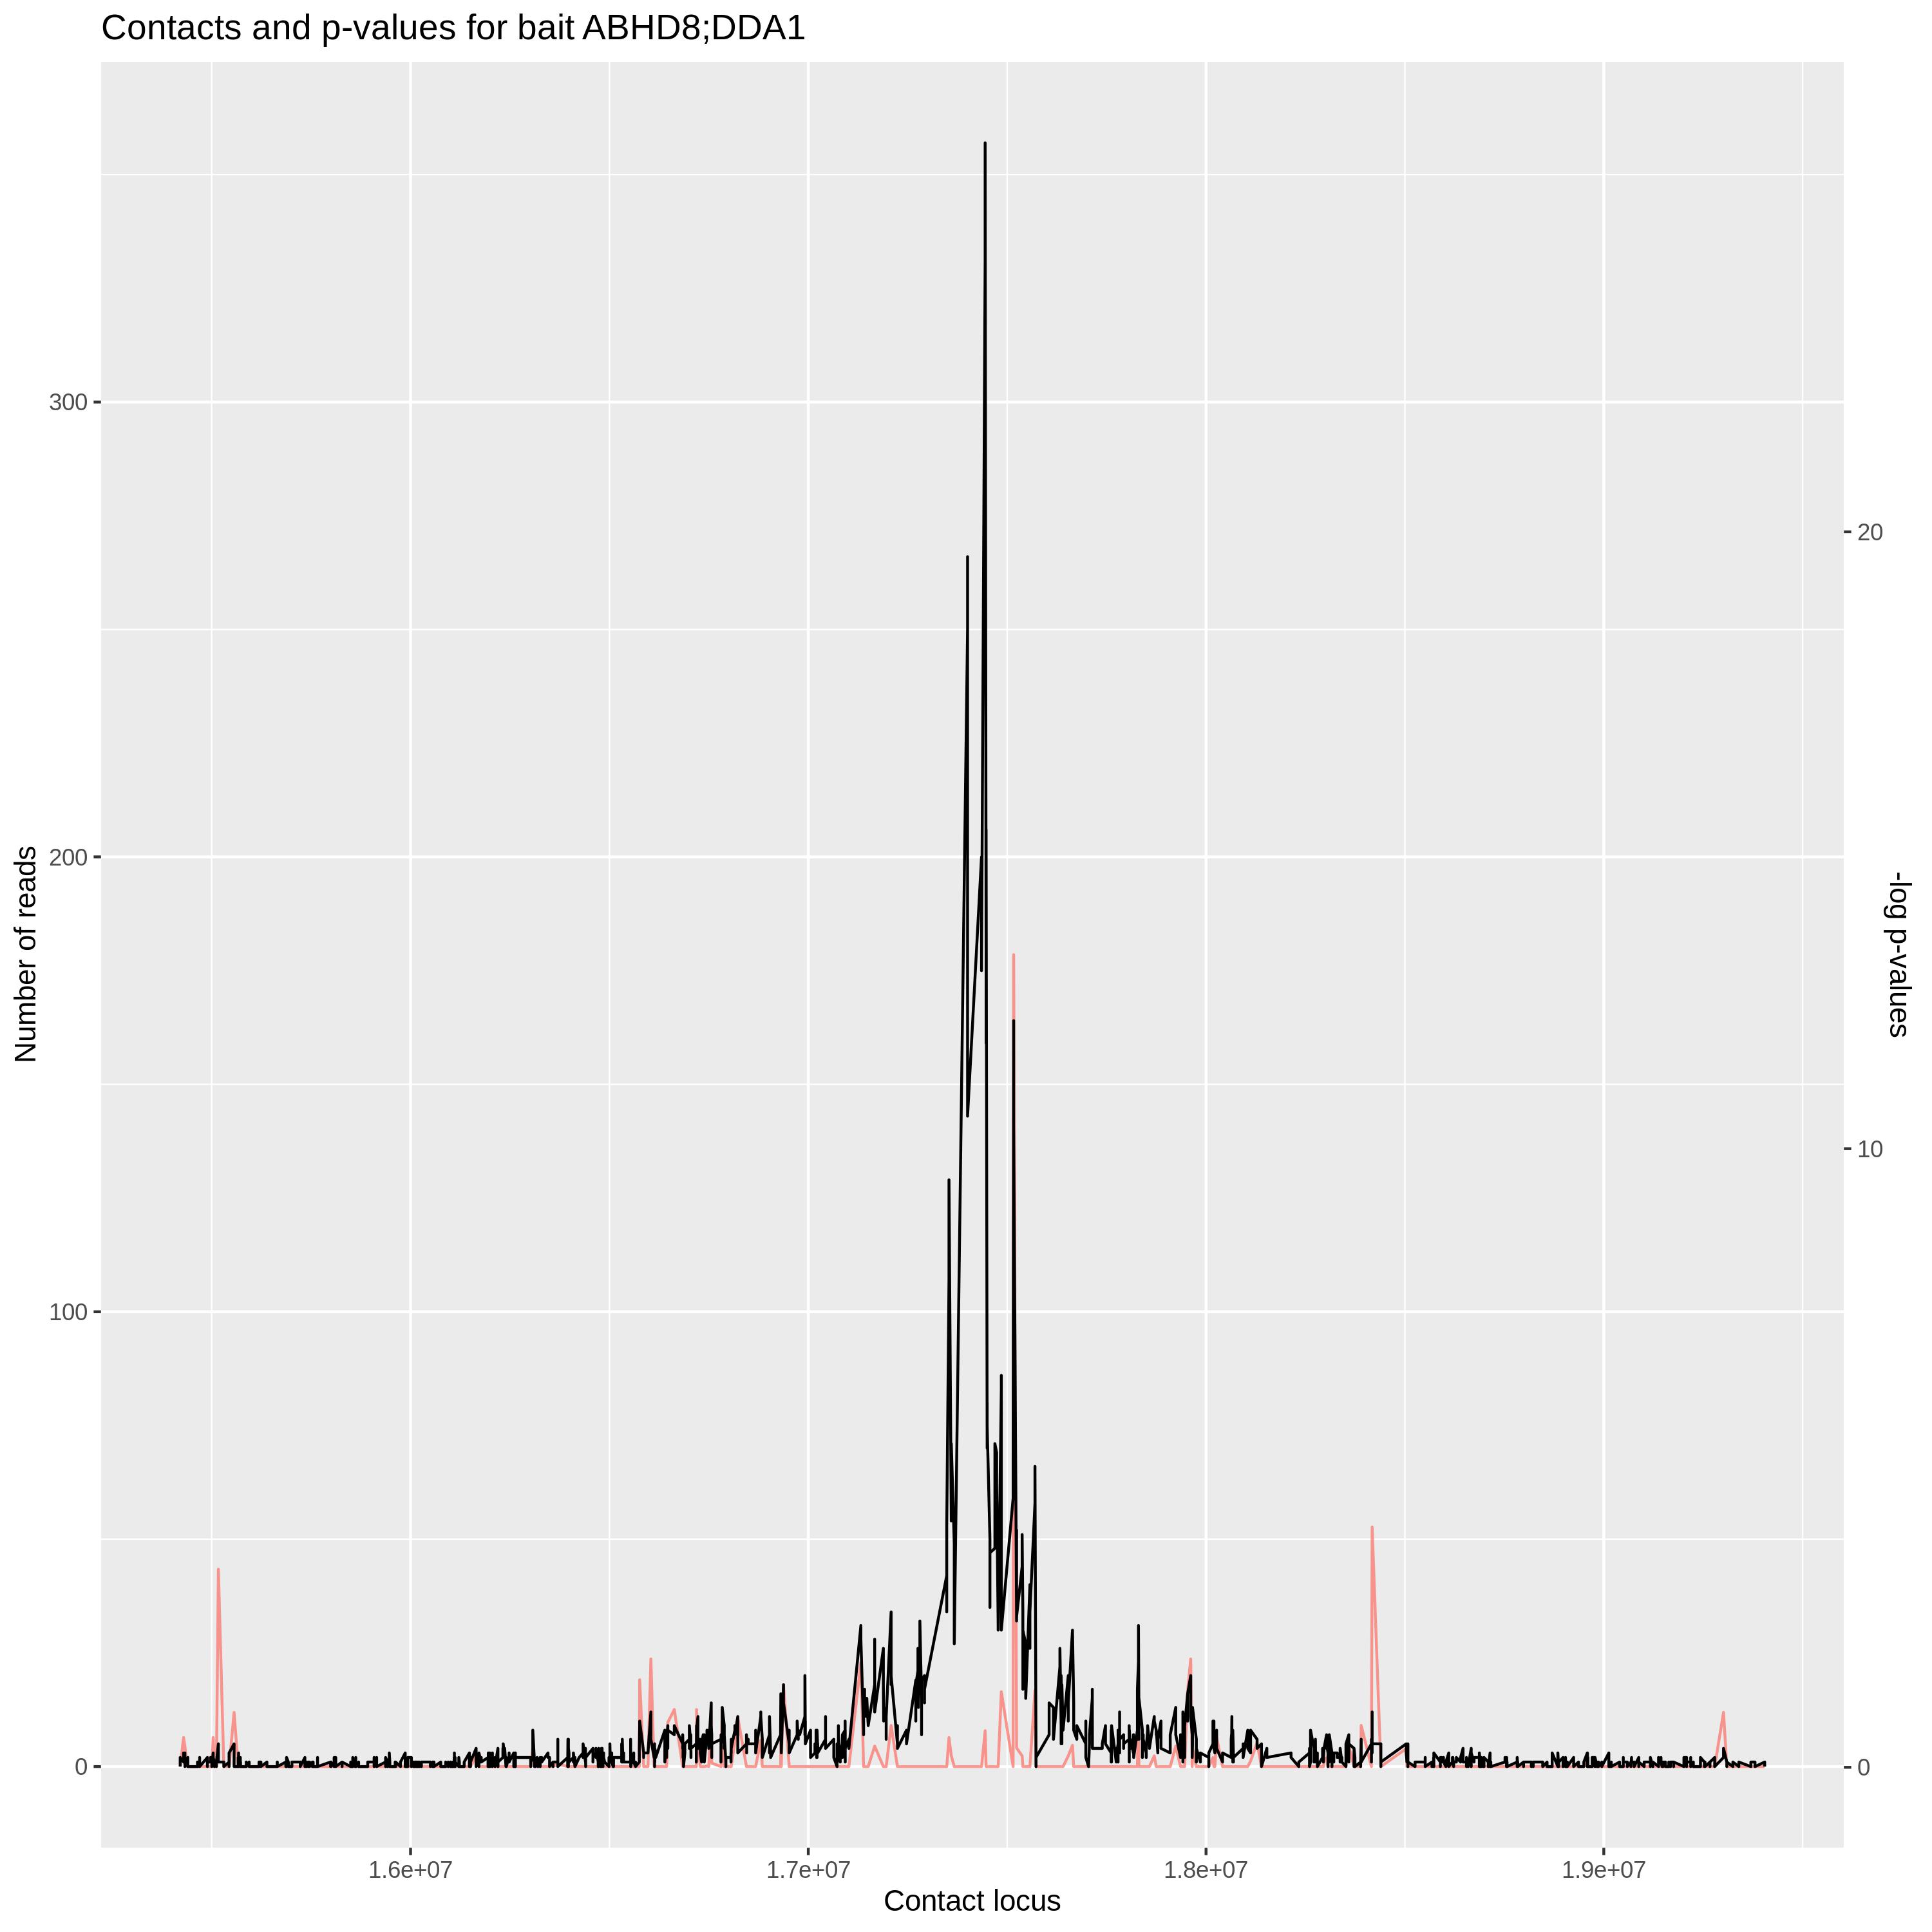 Contacts and p-values for bait ABHD8;DDA1
Number of reads
300
200
100
0
20
10
0
-log p-values
1.6e+07 1.7e+07 1.8e+07 1.9e+07
Contact locus